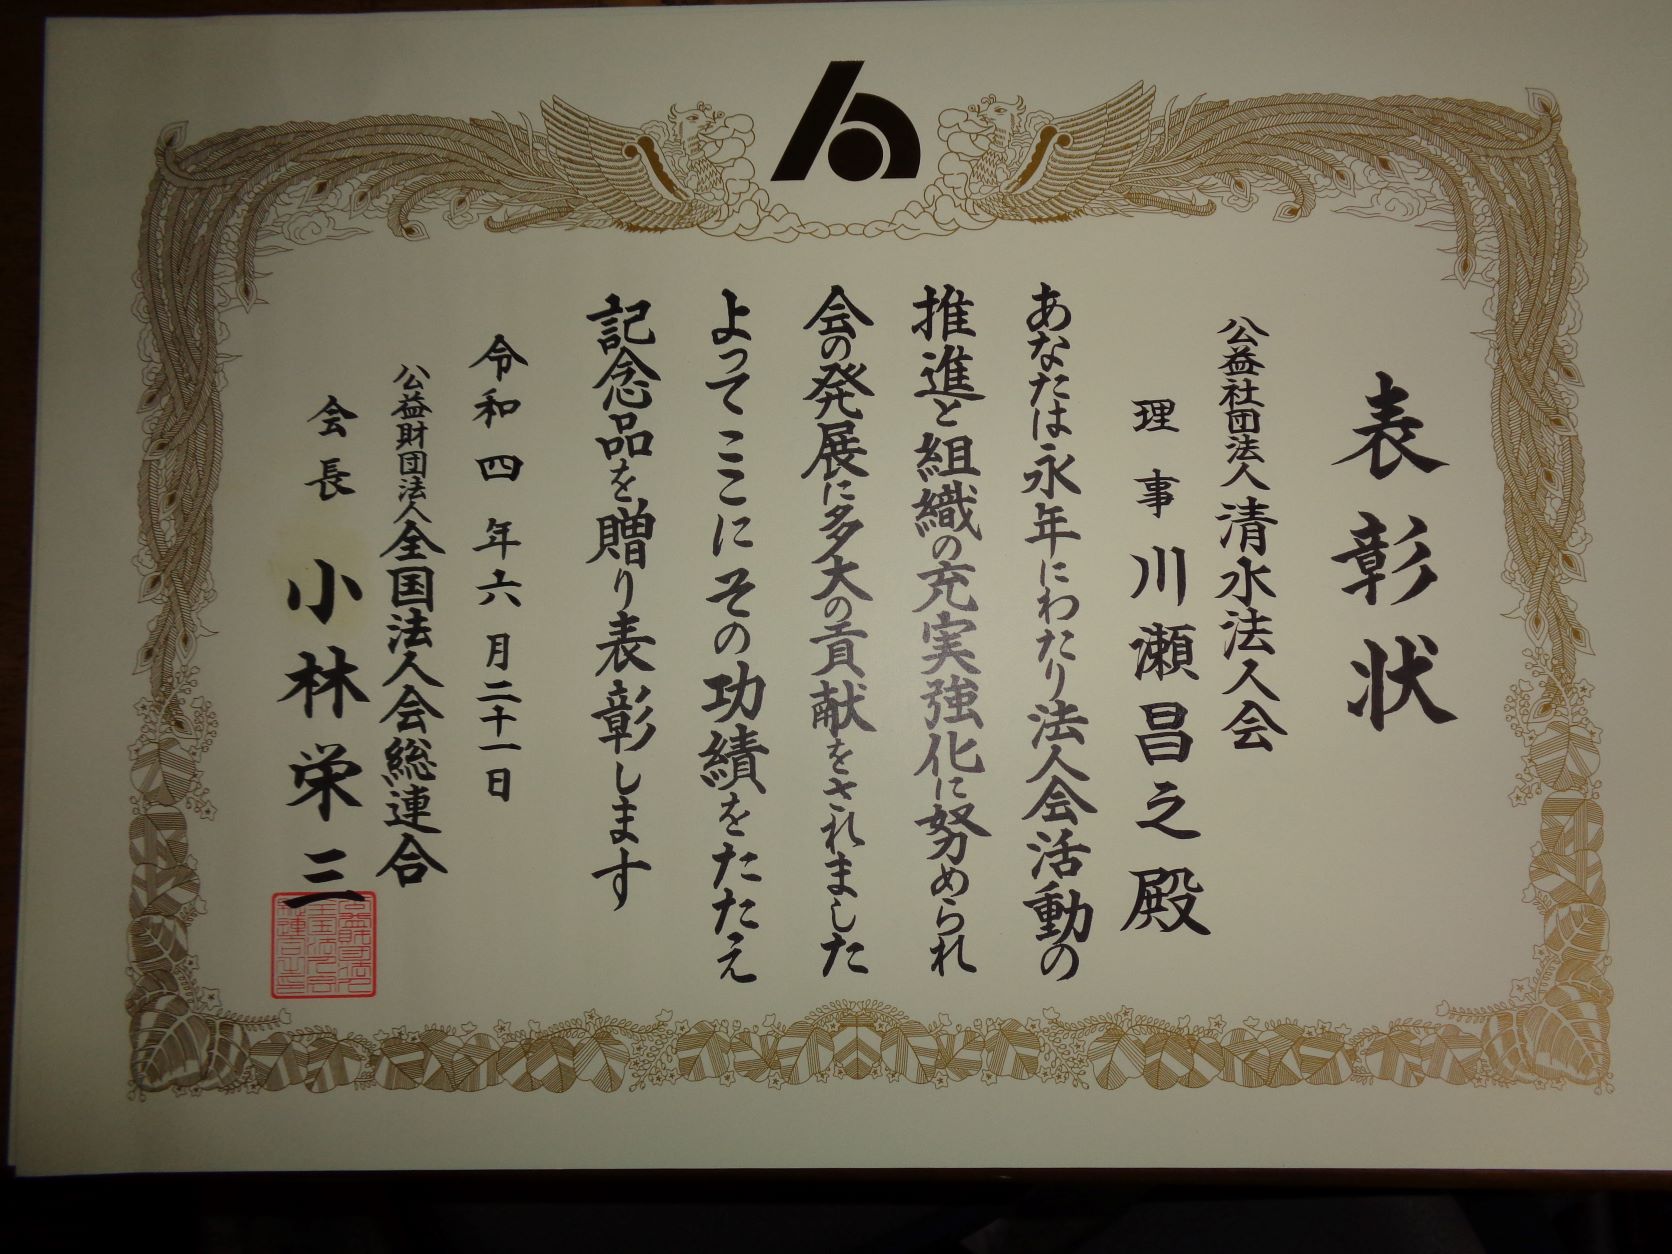 表彰状
公益社団法人清水法人会
理事 川瀬昌之殿
あなたは永年にわたり法人会活動の
推進と組織の充実強化に努められ
会の発展に多大の貢献をされました
よってここにその功績をたたえ
記念品を贈り表彰します
令和四年六月二十一日
公益財団法人全国法人会総連合
会長 小林栄三